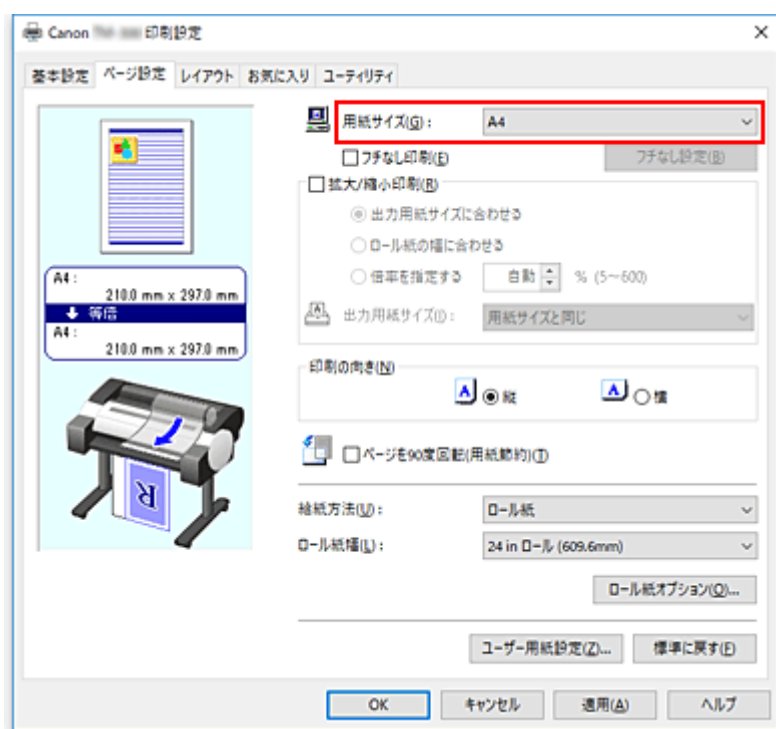 Canon 印刷設定
基本設定 ページ設定 レイアウト お気に入り ユーティリティ
用紙サイズ(G): A4
フチなし印刷(E) フチなし設定(B)
拡大/縮小印刷(R)
出力用紙サイズに合わせる
ロール紙の幅に合わせる
倍率を指定する 自動 % (5～600)
出力用紙サイズ(I): 用紙サイズと同じ
A4 :
210.0 mm x 297.0 mm
等倍
A4 :
210.0 mm x 297.0 mm
印刷の向き(N)
A 縦 A 横
ページを90度回転(用紙節約)(T)
R
給紙方法(U): ロール紙
ロール紙幅(L): 24 in ロール (609.6mm)
ロール紙オプション(O)...
ユーザー用紙設定(Z)... 標準に戻す(F)
OK キャンセル 適用(A) ヘルプ